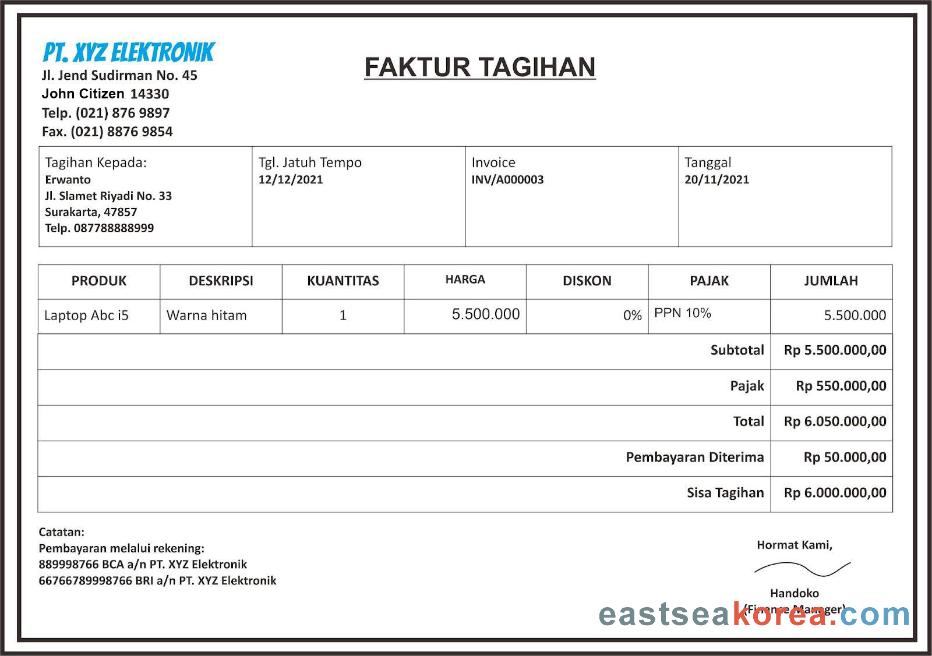 PT. XYZ ELEKTRONIK
Jl. Jend Sudirman No. 45
John Citizen 14330
Telp. (021) 876 9897
Fax. (021) 8876 9854
FAKTUR TAGIHAN
Tagihan Kepada:
Erwanto
Jl. Slamet Riyadi No. 33
Surakarta, 47857
Telp. 087788888999
Tgl. Jatuh Tempo
12/12/2021
Invoice
INV/A000003
Tanggal
20/11/2021
PRODUK DESKRIPSI KUANTITAS HARGA DISKON PAJAK JUMLAH
Laptop Abc i5 Warna hitam 1 5.500.000 0% PPN 10% 5.500.000
Subtotal Rp 5.500.000,00
Pajak Rp 550.000,00
Total Rp 6.050.000,00
Pembayaran Diterima Rp 50.000,00
Sisa Tagihan Rp 6.000.000,00
Catatan:
Pembayaran melalui rekening:
889998766 BCA a/n PT. XYZ Elektronik
66766789998766 BRI a/n PT. XYZ Elektronik
Hormat Kami,
Handoko
(Finance Manager)
eastseakorea.com